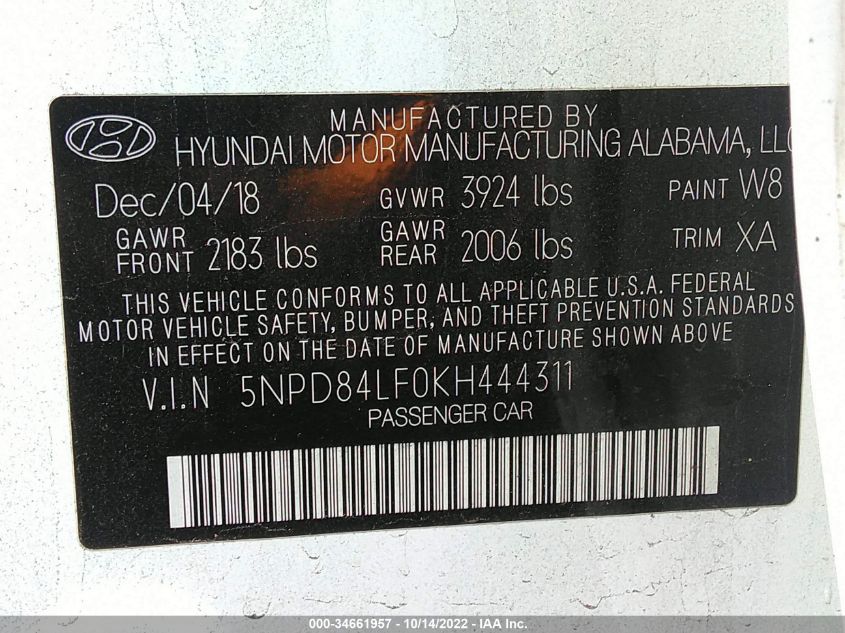 MANUFACTURED BY
HYUNDAI MOTOR MANUFACTURING ALABAMA, LLC
Dec/04/18 GVWR 3924 lbs PAINT W8
GAWR FRONT 2183 lbs GAWR REAR 2006 lbs TRIM XA
THIS VEHICLE CONFORMS TO ALL APPLICABLE U.S.A. FEDERAL
MOTOR VEHICLE SAFETY, BUMPER, AND THEFT PREVENTION STANDARDS
IN EFFECT ON THE DATE OF MANUFACTURE SHOWN ABOVE
V.I.N 5NPD84LF0KH444311
PASSENGER CAR
000-34661957 - 10/14/2022 - IAA Inc.